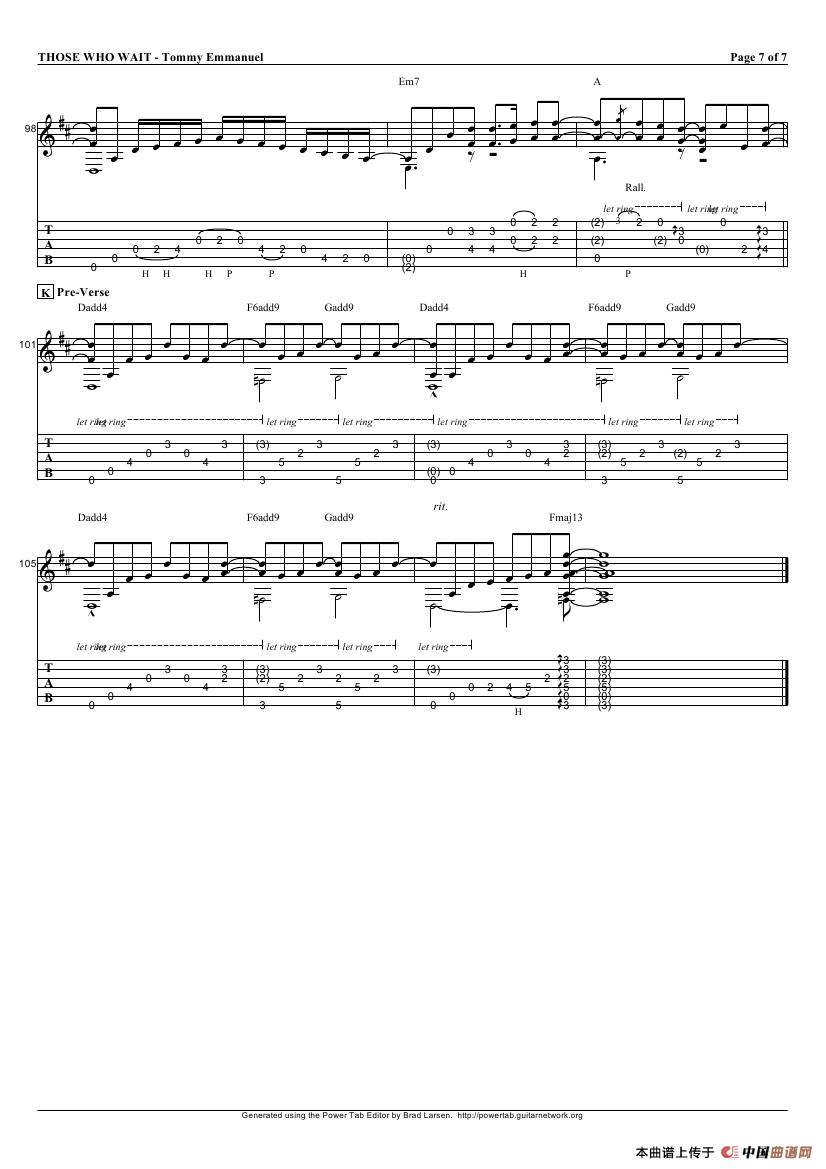 THOSE WHO WAIT - Tommy Emmanuel Page 7 of 7
Em7 A
98
Rall.
let ring let ring let ring
3
T 0 3 3 0 2 2 (2) 2 0 3 0 3
A 0 2 4 0 2 0 4 2 0 0 4 4 0 2 2 (2) (2) 0 (0) 2 4
B 0 0 4 2 0 (0) (2) 0
H H H P P H P
K Pre-Verse
Dadd4 F6add9 Gadd9 Dadd4 F6add9 Gadd9
101
let ring let ring let ring let ring let ring let ring let ring
T 3 3 (3) 3 3 (3) 3 3 (3) 3 3
A 4 0 0 4 5 2 5 2 4 0 0 4 2 (2) 5 2 (2) 5 2
B 0 0 3 5 (0) 0 0 3 5
rit.
Dadd4 F6add9 Gadd9 Fmaj13
105
let ring let ring let ring let ring let ring
T 3 3 (3) 3 3 (3) 3 3 (3) (3)
A 4 0 0 4 2 (2) 5 2 2 5 2 0 2 4 5 2 2 5 (2) (5)
B 0 0 3 5 0 0 0 3 (0) (3)
H
Generated using the Power Tab Editor by Brad Larsen. http://powertab.guitarnetwork.org
本曲谱上传于 中国曲谱网